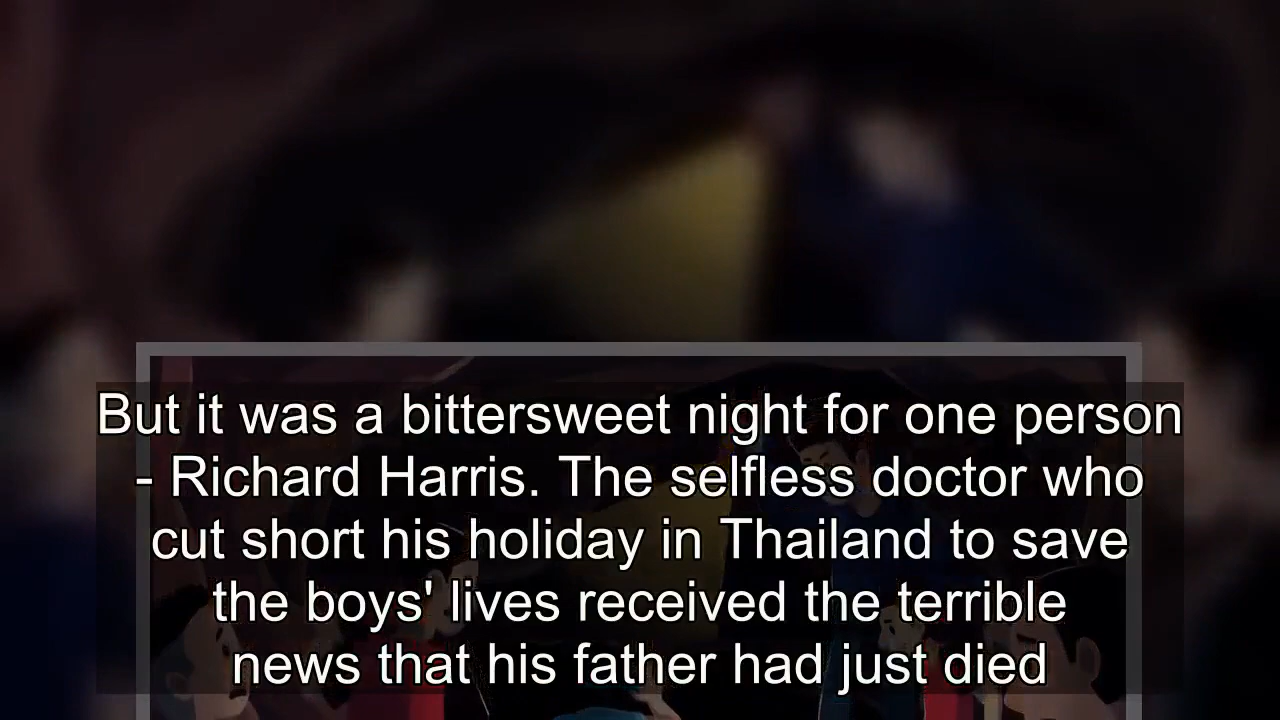 But it was a bittersweet night for one person
- Richard Harris. The selfless doctor who
cut short his holiday in Thailand to save
the boys' lives received the terrible
news that his father had just died